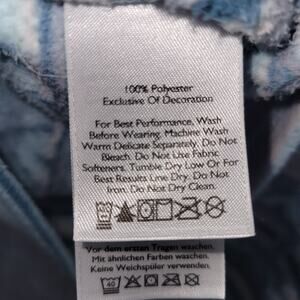 100% Polyester
Exclusive Of Decoration
For Best Performance, Wash
Before Wearing. Machine Wash
Warm Delicate Separately. Do Not
Bleach. Do Not Use Fabric
Softeners. Tumble Dry Low Or For
Best Results Line Dry. Do Not
Iron. Do Not Dry Clean.
Vor dem ersten Tragen waschen.
Mit ähnlichen Farben waschen.
Keine Weichspüler verwenden.
40